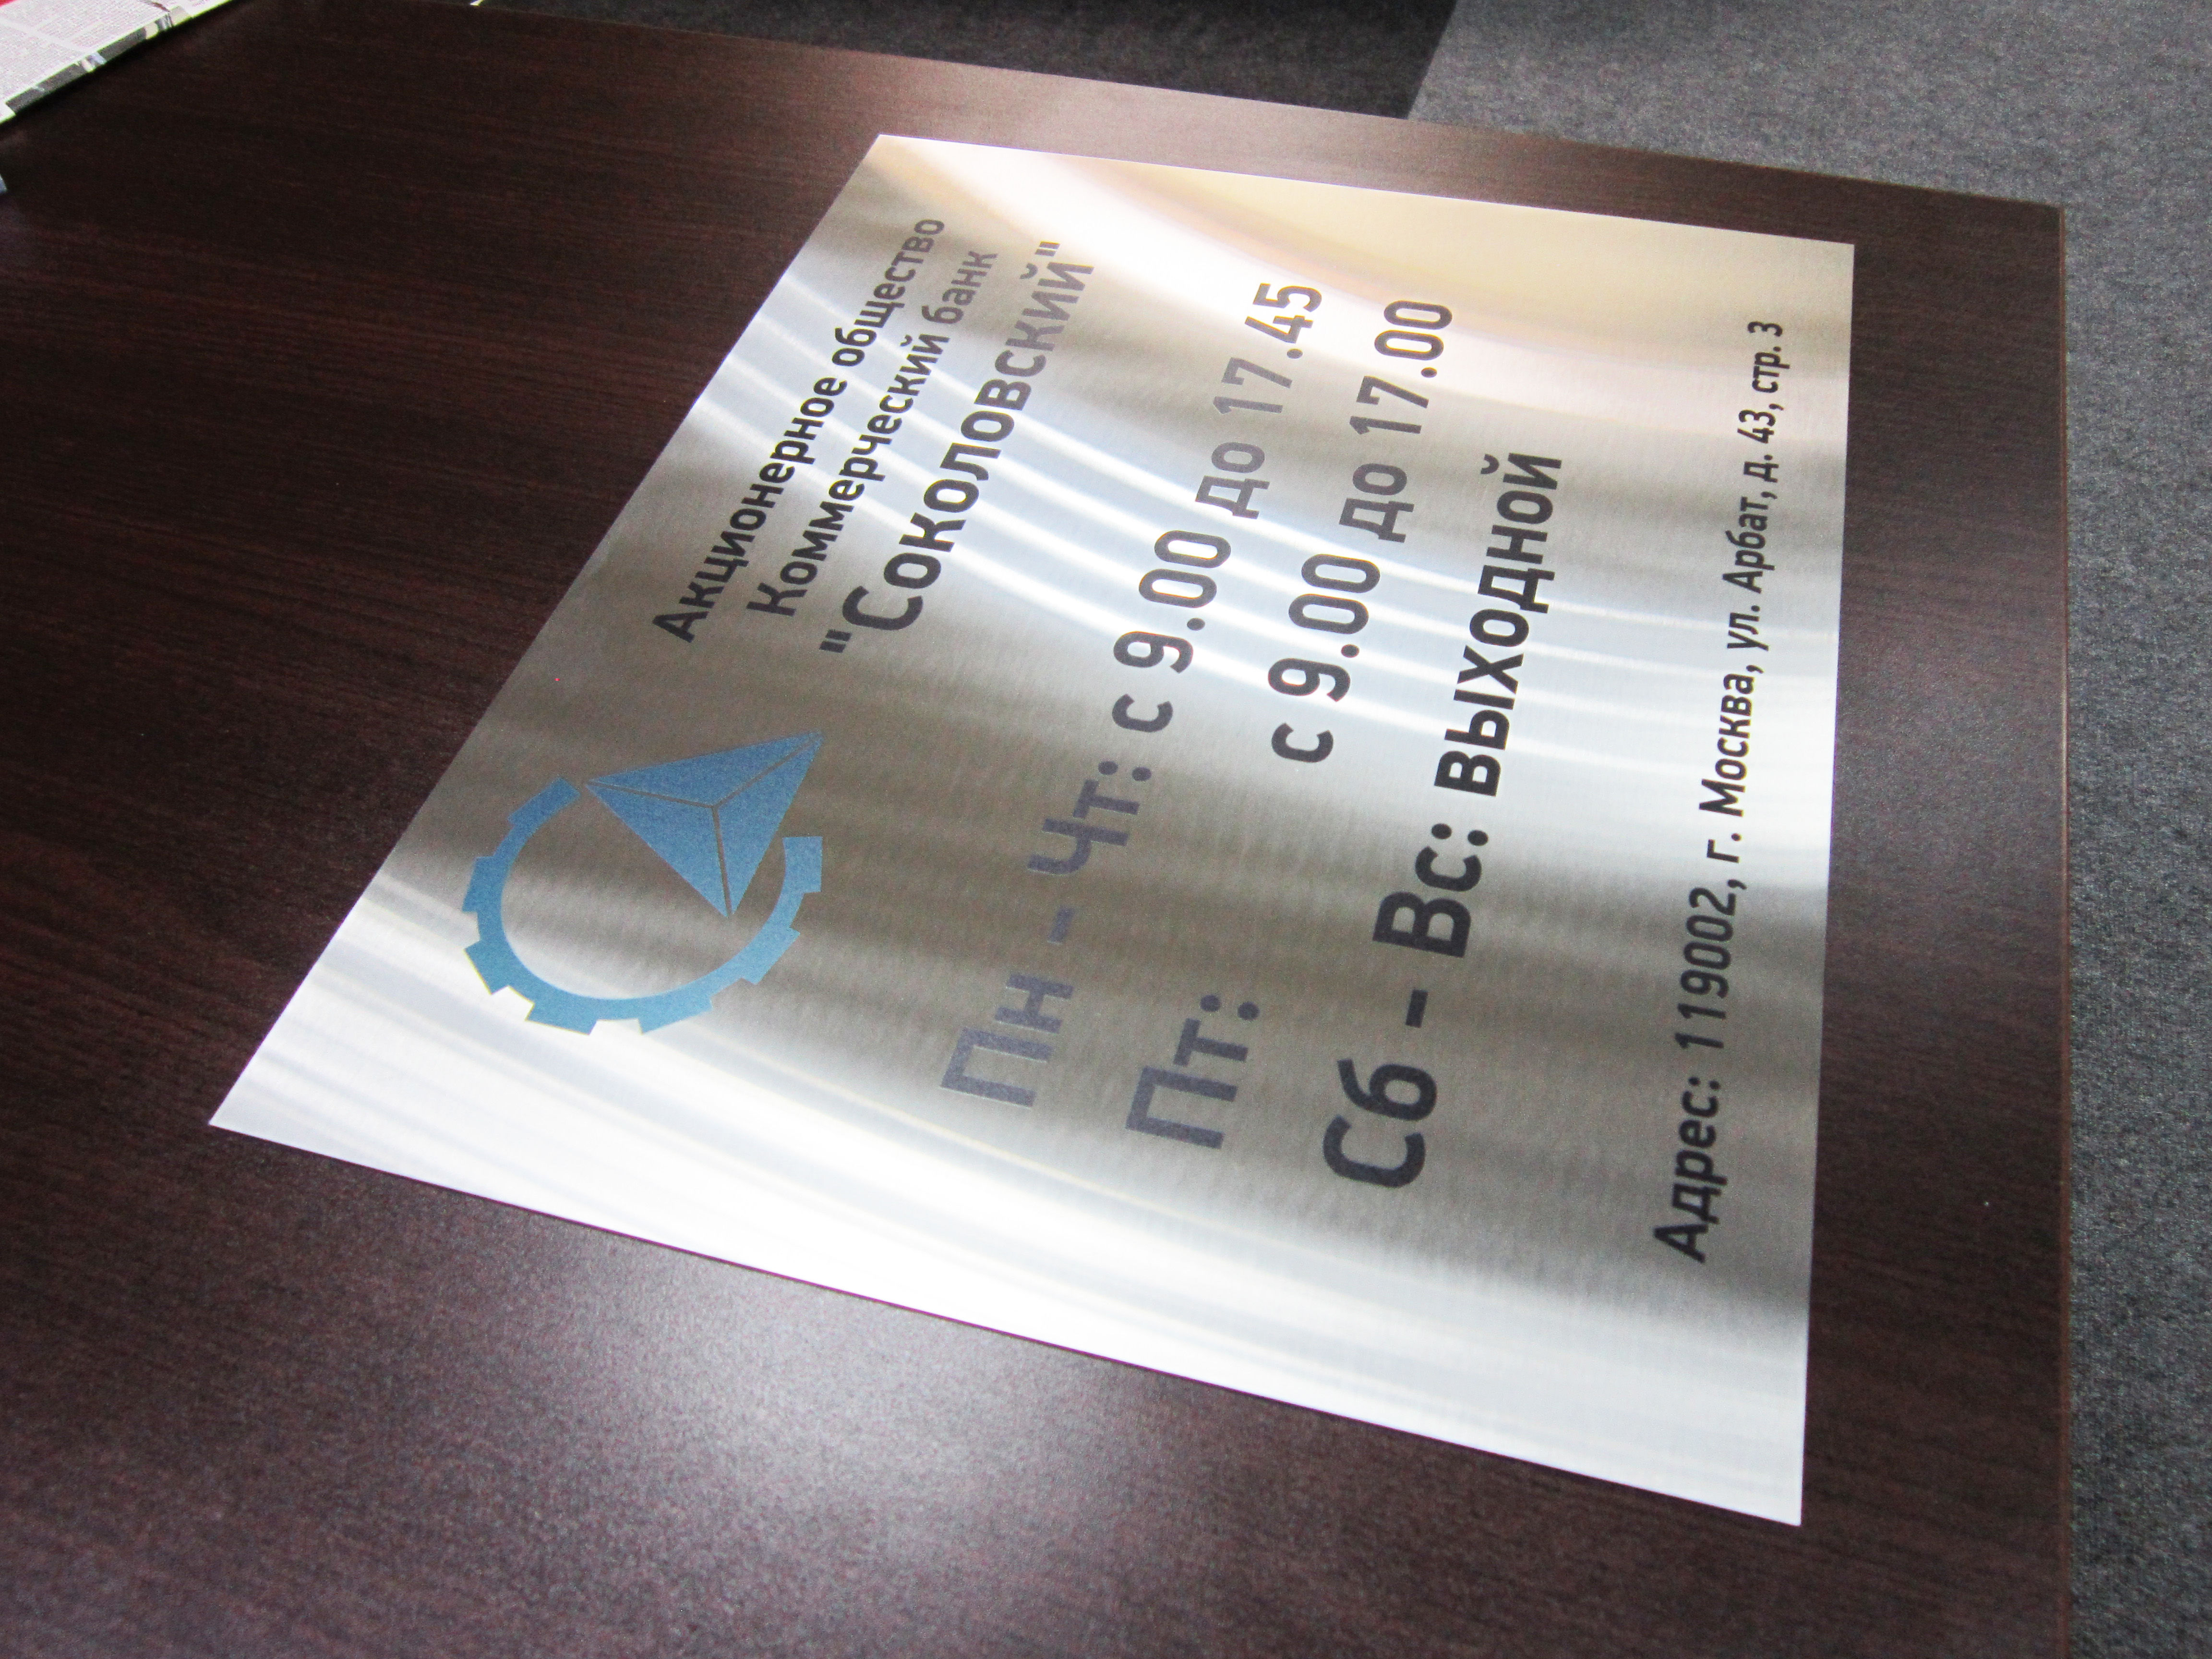 Акционерное общество
Коммерческий банк
"Соколовский"
Пн - Чт: с 9.00 до 17.45
Пт: с 9.00 до 17.00
Сб - Вс: выходной
Адрес: 119002, г. Москва, ул. Арбат, д. 43, стр. 3